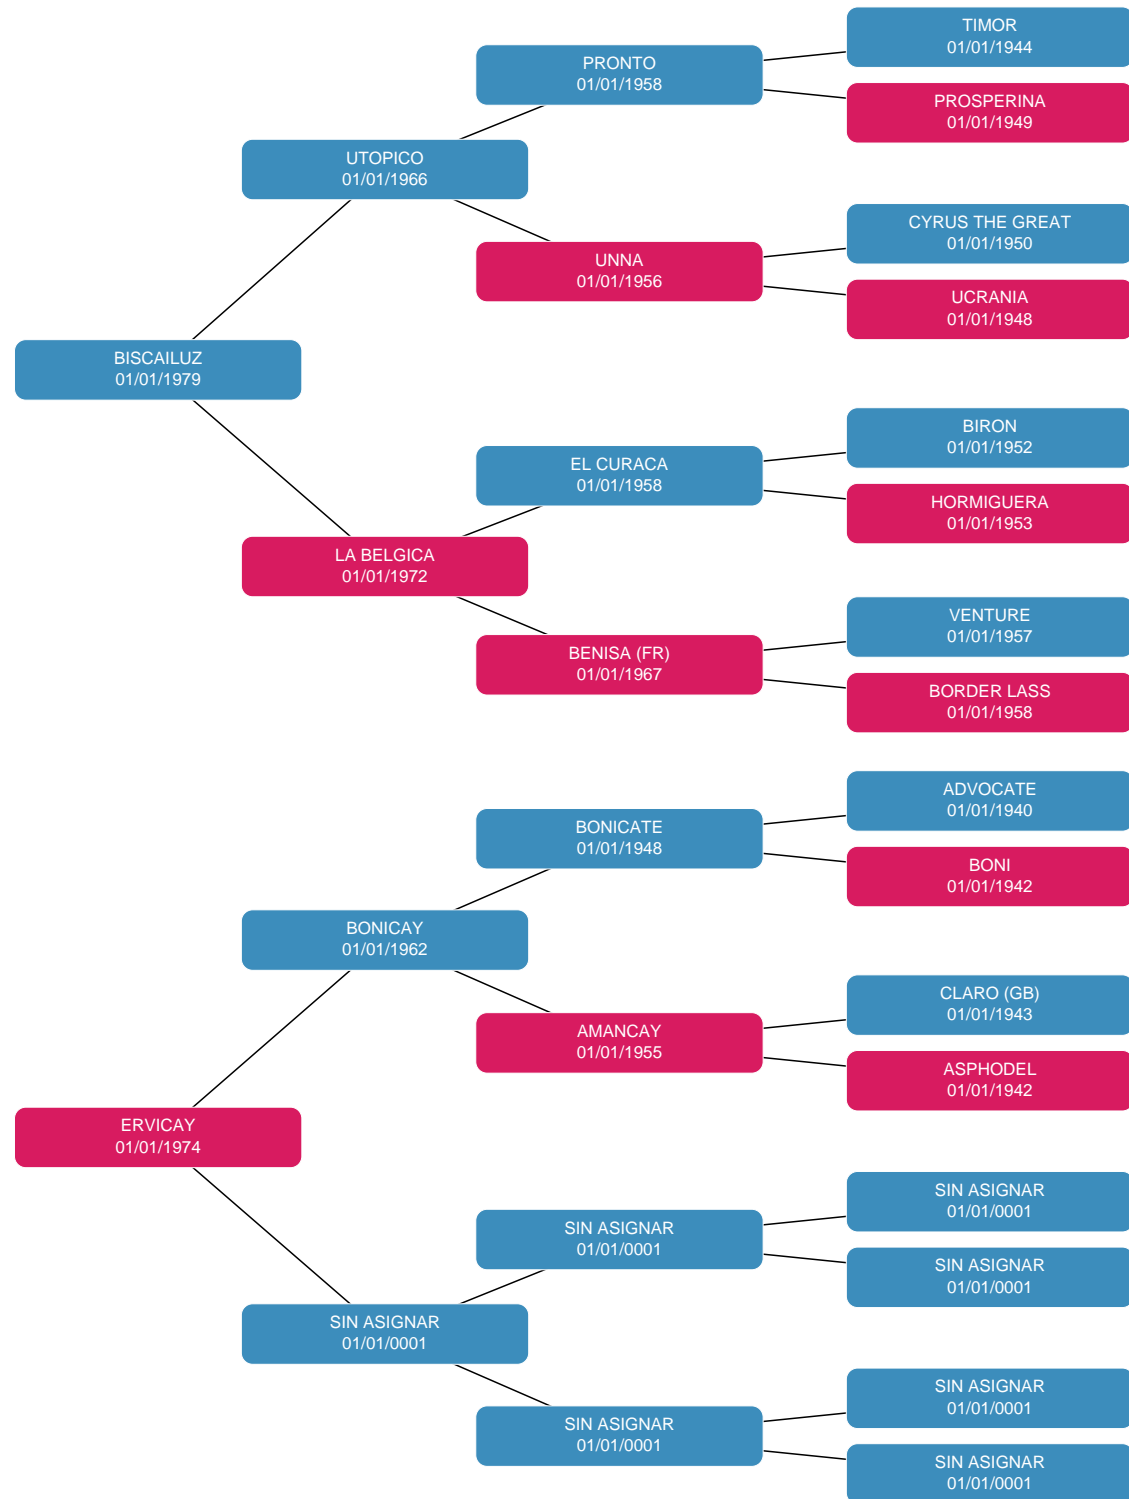 TIMOR
01/01/1944
PRONTO
01/01/1958
PROSPERINA
01/01/1949
UTOPICO
01/01/1966
CYRUS THE GREAT
01/01/1950
UNNA
01/01/1956
UCRANIA
01/01/1948
BISCAILUZ
01/01/1979
BIRON
01/01/1952
EL CURACA
01/01/1958
HORMIGUERA
01/01/1953
LA BELGICA
01/01/1972
VENTURE
01/01/1957
BENISA (FR)
01/01/1967
BORDER LASS
01/01/1958
ADVOCATE
01/01/1940
BONICATE
01/01/1948
BONI
01/01/1942
BONICAY
01/01/1962
CLARO (GB)
01/01/1943
AMANCAY
01/01/1955
ASPHODEL
01/01/1942
ERVICAY
01/01/1974
SIN ASIGNAR
01/01/0001
SIN ASIGNAR
01/01/0001
SIN ASIGNAR
01/01/0001
SIN ASIGNAR
01/01/0001
SIN ASIGNAR
01/01/0001
SIN ASIGNAR
01/01/0001
SIN ASIGNAR
01/01/0001